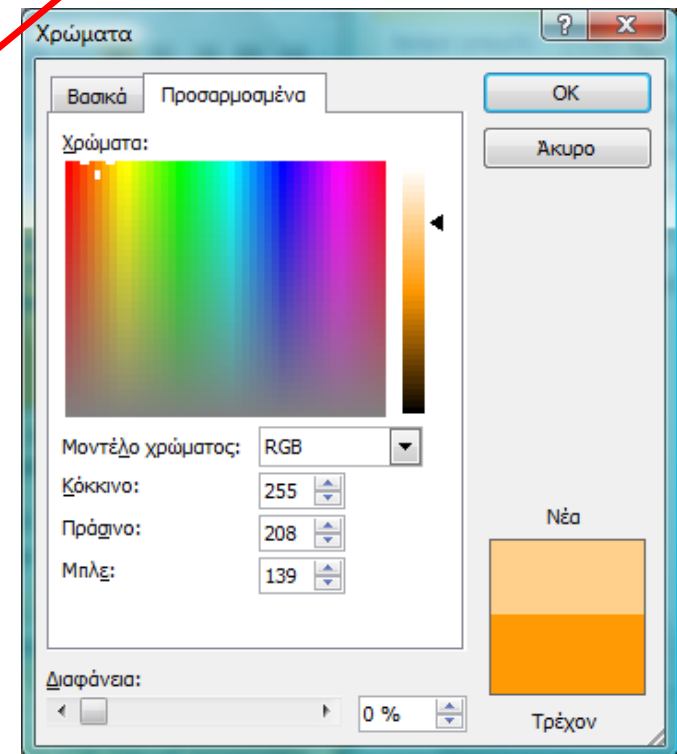 Χρώματα
Βασικά Προσαρμοσμένα
OK
Άκυρο
Χρώματα:
Μοντέλο χρώματος: RGB
Κόκκινο: 255
Πράσινο: 208
Μπλε: 139
Νέα
Τρέχον
Διαφάνεια:
0 %